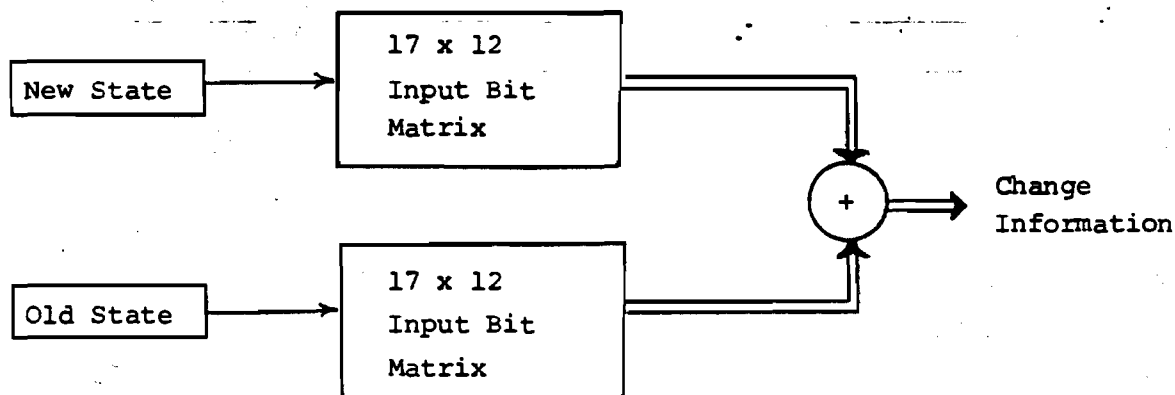 New State
17 x 12
Input Bit
Matrix
+
Change
Information
Old State
17 x 12
Input Bit
Matrix